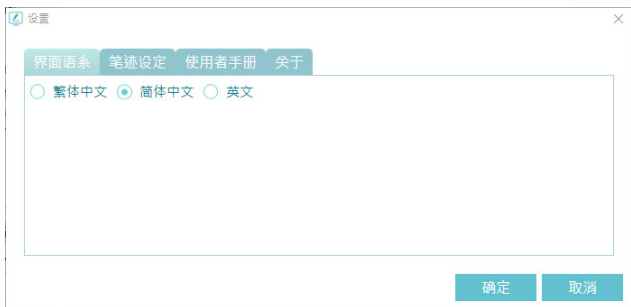 设置
界面语系 笔迹设定 使用者手册 关于
繁体中文 简体中文 英文
确定 取消